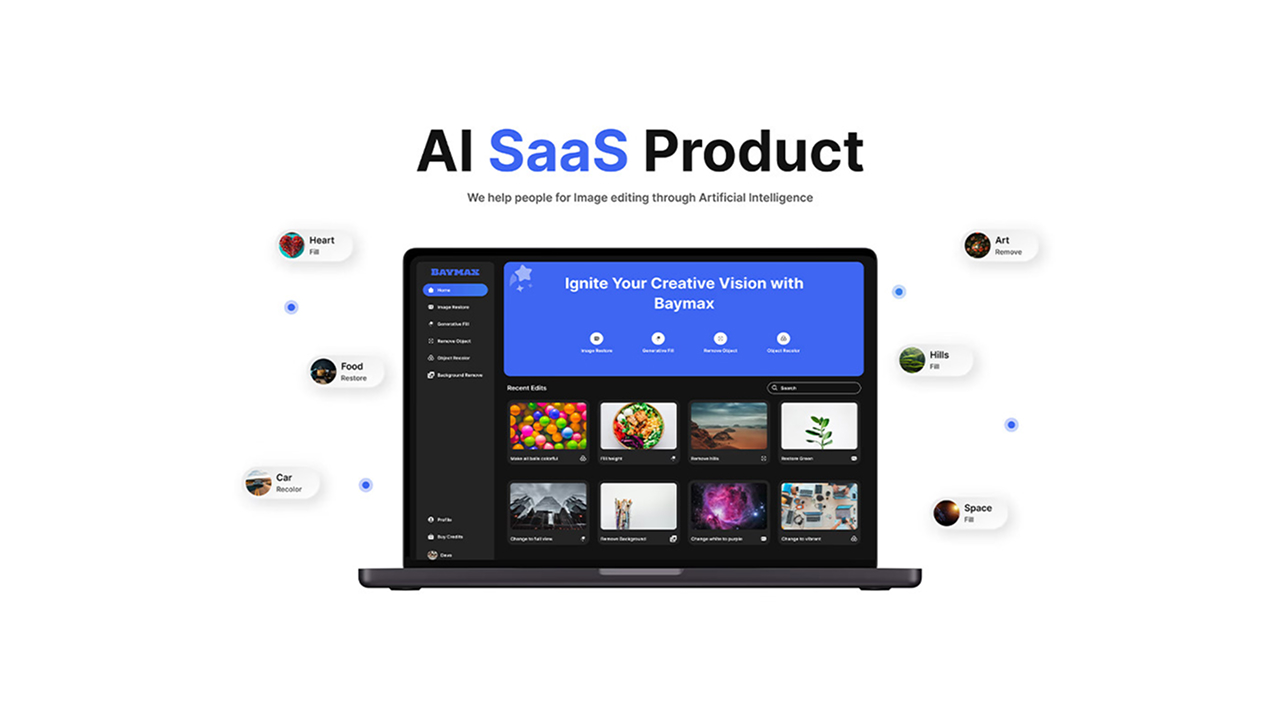 AI SaaS Product
We help people for Image editing through Artificial Intelligence
Heart
Fill
Food
Restore
Car
Recolor
Art
Remove
Hills
Fill
Space
Fill
BAYMAX
Home
Image Restore
Generative Fill
Remove Object
Object Recolor
Background Remove
Profile
Buy Credits
Dave
Ignite Your Creative Vision with
Baymax
Image Restore
Generative Fill
Remove Object
Object Recolor
Recent Edits
Search
Make all balls colorful
Fill height
Remove hills
Restore Green
Change to full view
Remove Background
Change white to purple
Change to vibrant